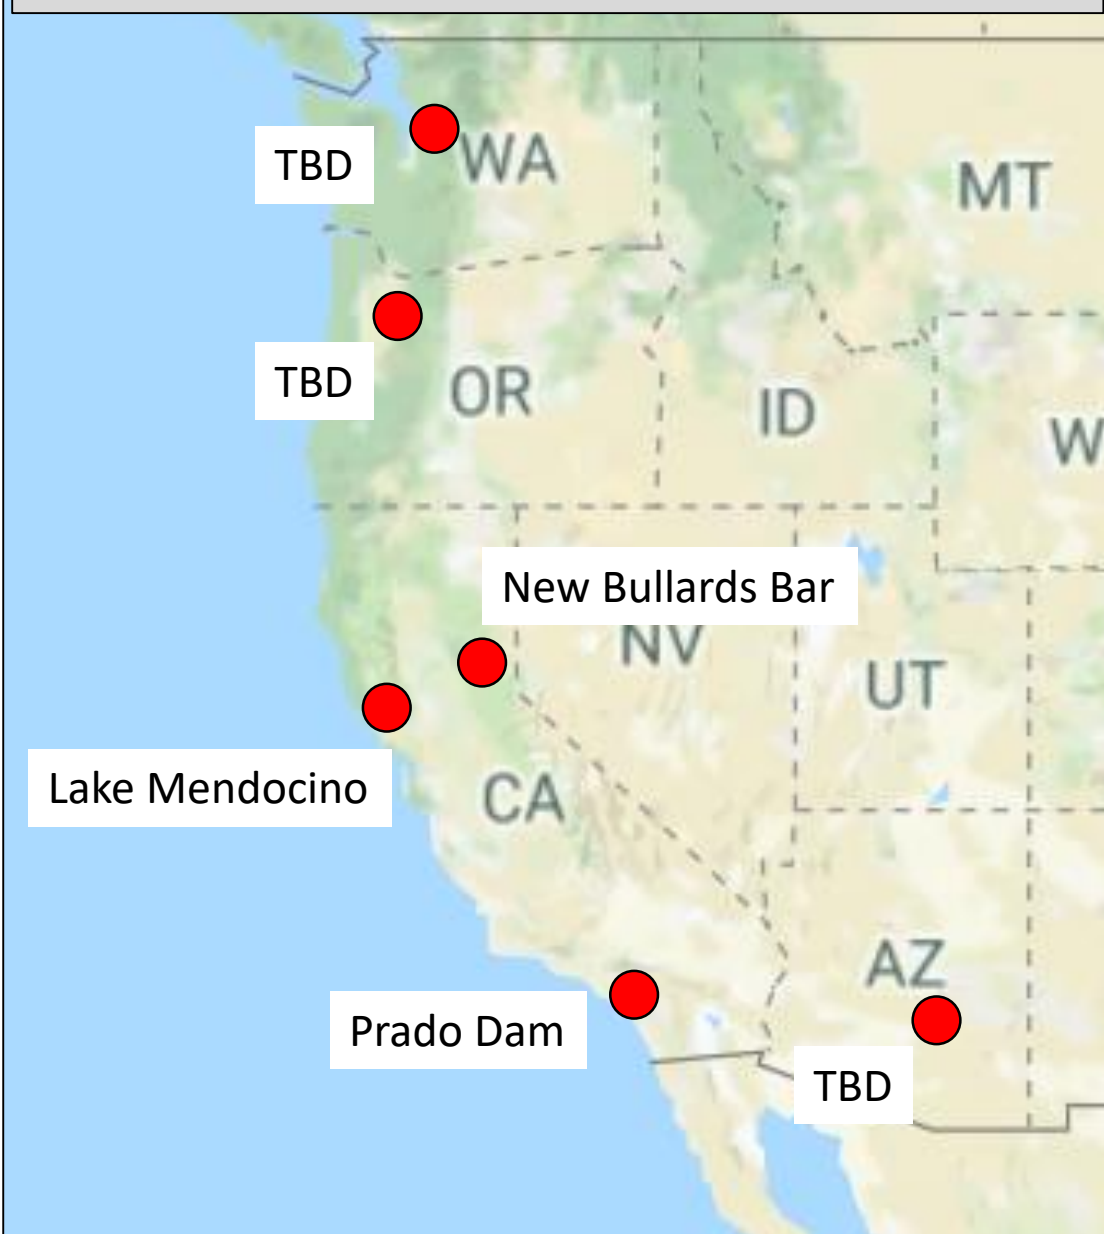 TBD
WA
MT
TBD
OR
ID
W
New Bullards Bar
NV
UT
Lake Mendocino
CA
AZ
Prado Dam
TBD